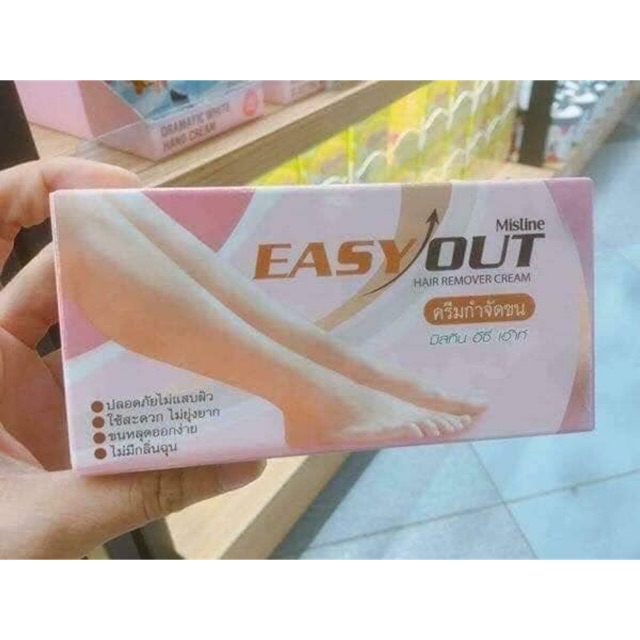 DRAMATIC WHITE
HAND CREAM
Misline
EASY OUT
HAIR REMOVER CREAM
ครีมกำจัดขน
มิสทิน อีซี่ เอ๊าท์
ปลอดภัยไม่แสบผิว
ใช้สะดวก ไม่ยุ่งยาก
ขนหลุดออกง่าย
ไม่มีกลิ่นฉุน